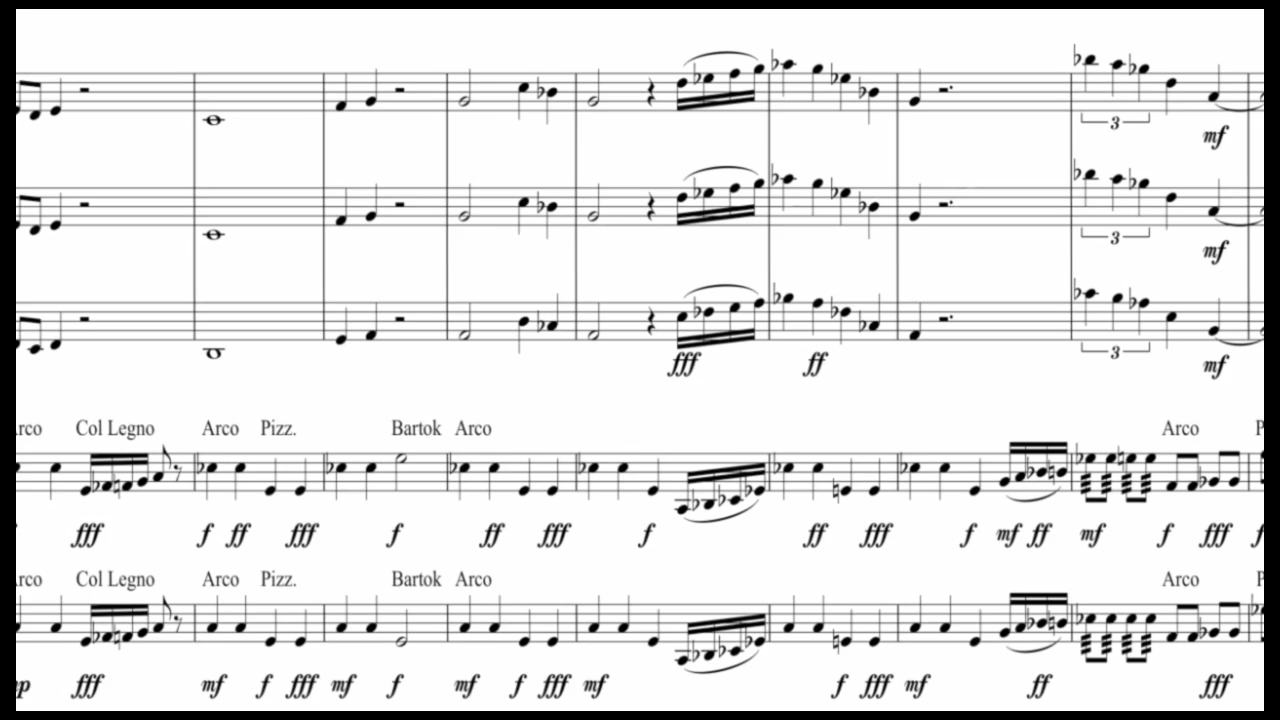 3 3
mf
3 3
mf
fff ff 3
mf
Arco Col Legno Arco Pizz. Bartok Arco Arco
fff f ff fff f ff fff f ff fff f mf ff mf f fff f
Col Legno Arco Pizz. Bartok Arco Arco
fff mf f fff mf f mf f fff mf f fff mf ff fff